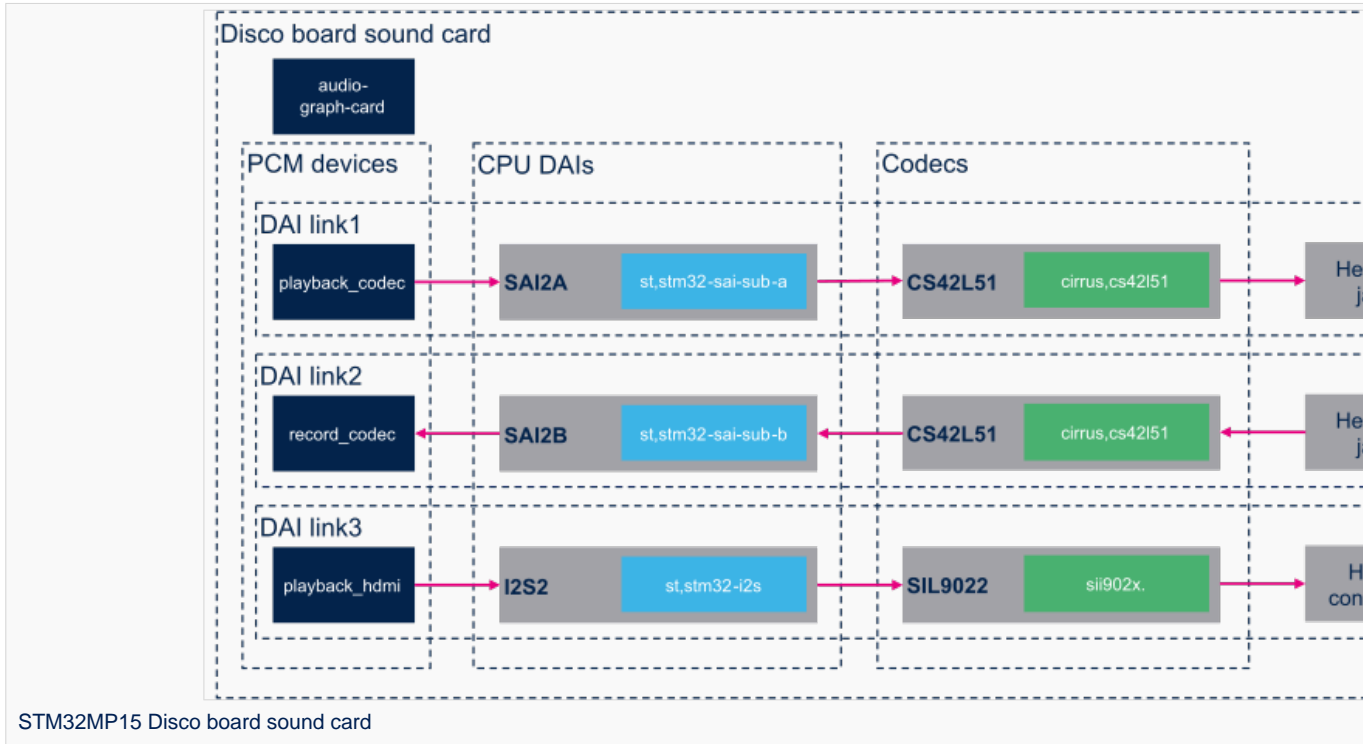 Disco board sound card
audio-
graph-card
PCM devices
CPU DAIs
Codecs
DAI link1
playback_codec
SAI2A
st,stm32-sai-sub-a
CS42L51
cirrus,cs42l51
DAI link2
record_codec
SAI2B
st,stm32-sai-sub-b
CS42L51
cirrus,cs42l51
DAI link3
playback_hdmi
I2S2
st,stm32-i2s
SIL9022
sii902x.
STM32MP15 Disco board sound card